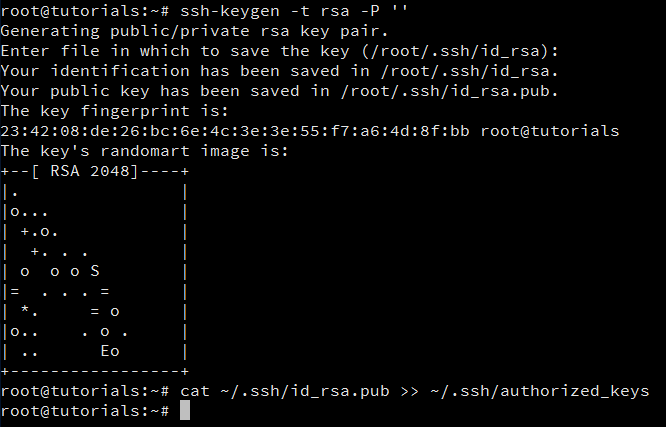 root@tutorials:~# ssh-keygen -t rsa -P ''
Generating public/private rsa key pair.
Enter file in which to save the key (/root/.ssh/id_rsa):
Your identification has been saved in /root/.ssh/id_rsa.
Your public key has been saved in /root/.ssh/id_rsa.pub.
The key fingerprint is:
23:42:08:de:26:bc:6e:4c:3e:3e:55:f7:a6:4d:8f:bb root@tutorials
The key's randomart image is:
+--[ RSA 2048]----+
|.                |
|o...             |
| +.o.            |
|  +. . .         |
| o  o o S        |
|=  . . . =       |
| *.     = o      |
|o..    . o .     |
| ..      Eo      |
+-----------------+
root@tutorials:~# cat ~/.ssh/id_rsa.pub >> ~/.ssh/authorized_keys
root@tutorials:~#